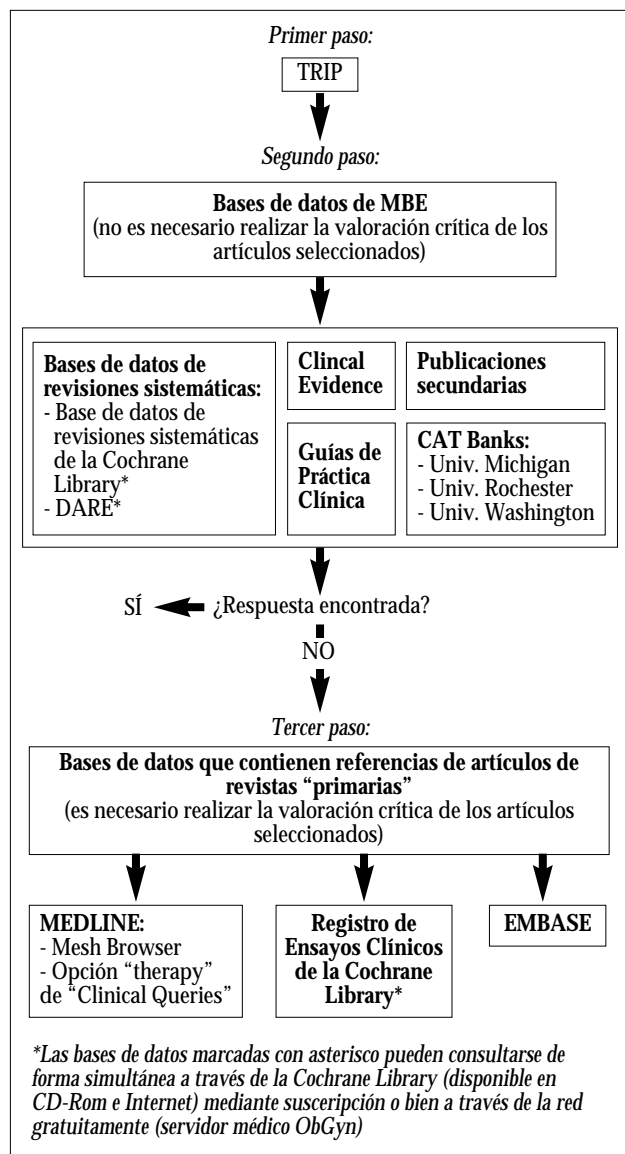 Primer paso:
TRIP
Segundo paso:
Bases de datos de MBE
(no es necesario realizar la valoración crítica de los
artículos seleccionados)
Bases de datos de
revisiones sistemáticas:
- Base de datos de
revisiones sistemáticas
de la Cochrane
Library*
- DARE*
Clincal
Evidence
Publicaciones
secundarias
Guías de
Práctica
Clínica
CAT Banks:
- Univ. Michigan
- Univ. Rochester
- Univ. Washington
SÍ
¿Respuesta encontrada?
NO
Tercer paso:
Bases de datos que contienen referencias de artículos de
revistas “primarias”
(es necesario realizar la valoración crítica de los artículos
seleccionados)
MEDLINE:
- Mesh Browser
- Opción “therapy”
de “Clinical Queries”
Registro de
Ensayos Clínicos
de la Cochrane
Library*
EMBASE
*Las bases de datos marcadas con asterisco pueden consultarse de
forma simultánea a través de la Cochrane Library (disponible en
CD-Rom e Internet) mediante suscripción o bien a través de la red
gratuitamente (servidor médico ObGyn)